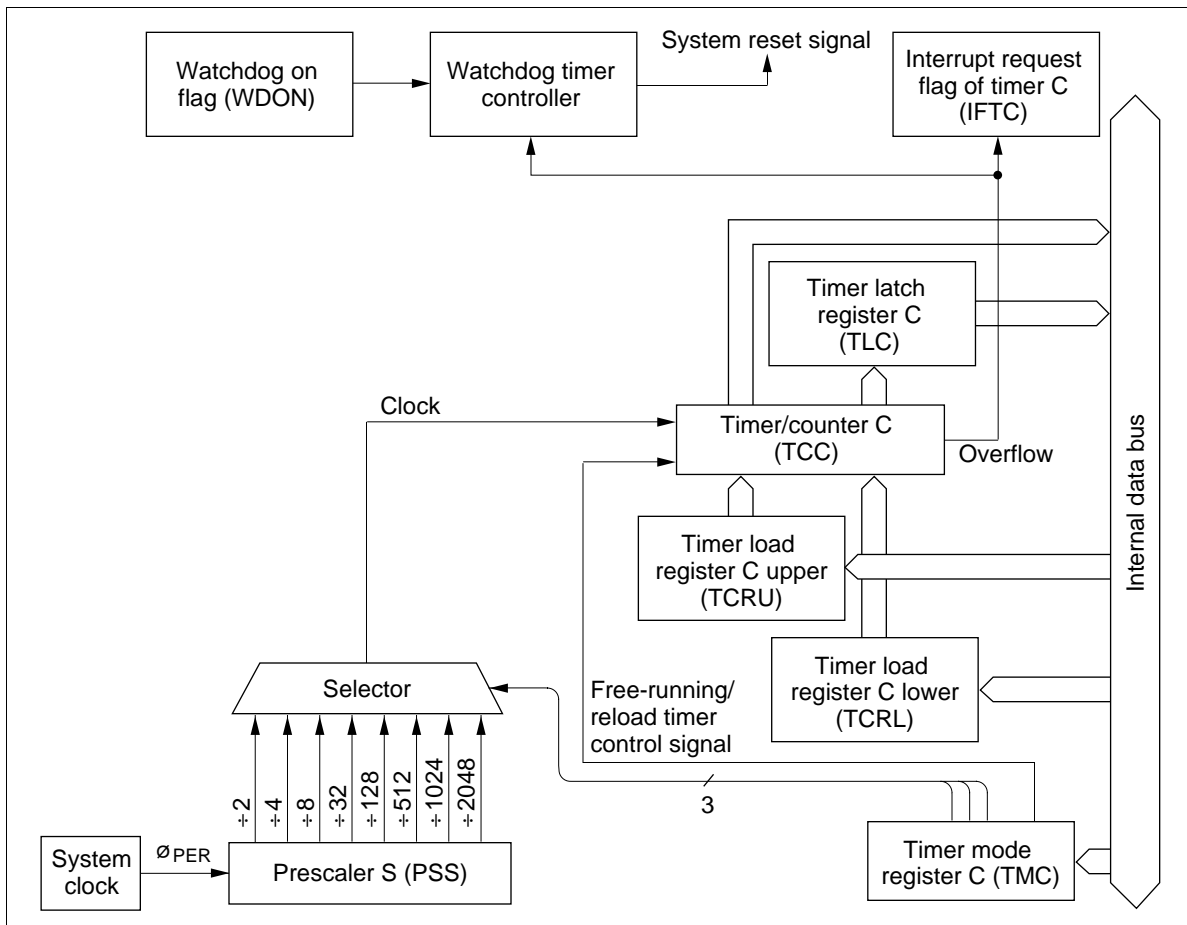 System reset signal
Watchdog on
flag (WDON)
Watchdog timer
controller
Interrupt request
flag of timer C
(IFTC)
Timer latch
register C
(TLC)
Clock
Timer/counter C
(TCC)
Overflow
Internal data bus
Timer load
register C upper
(TCRU)
Timer load
register C lower
(TCRL)
Selector
Free-running/
reload timer
control signal
÷2
÷4
÷8
÷32
÷128
÷512
÷1024
÷2048
3
System
clock
øPER
Prescaler S (PSS)
Timer mode
register C (TMC)